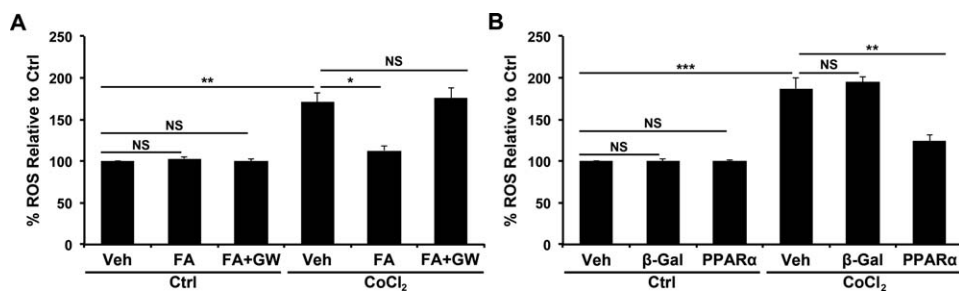 A
% ROS Relative to Ctrl
250
200
150
100
50
0
NS
**
*
NS
NS
Veh FA FA+GW Veh FA FA+GW
Ctrl CoCl₂
B
% ROS Relative to Ctrl
250
200
150
100
50
0
**
***
NS
NS
NS
Veh β-Gal PPARα Veh β-Gal PPARα
Ctrl CoCl₂